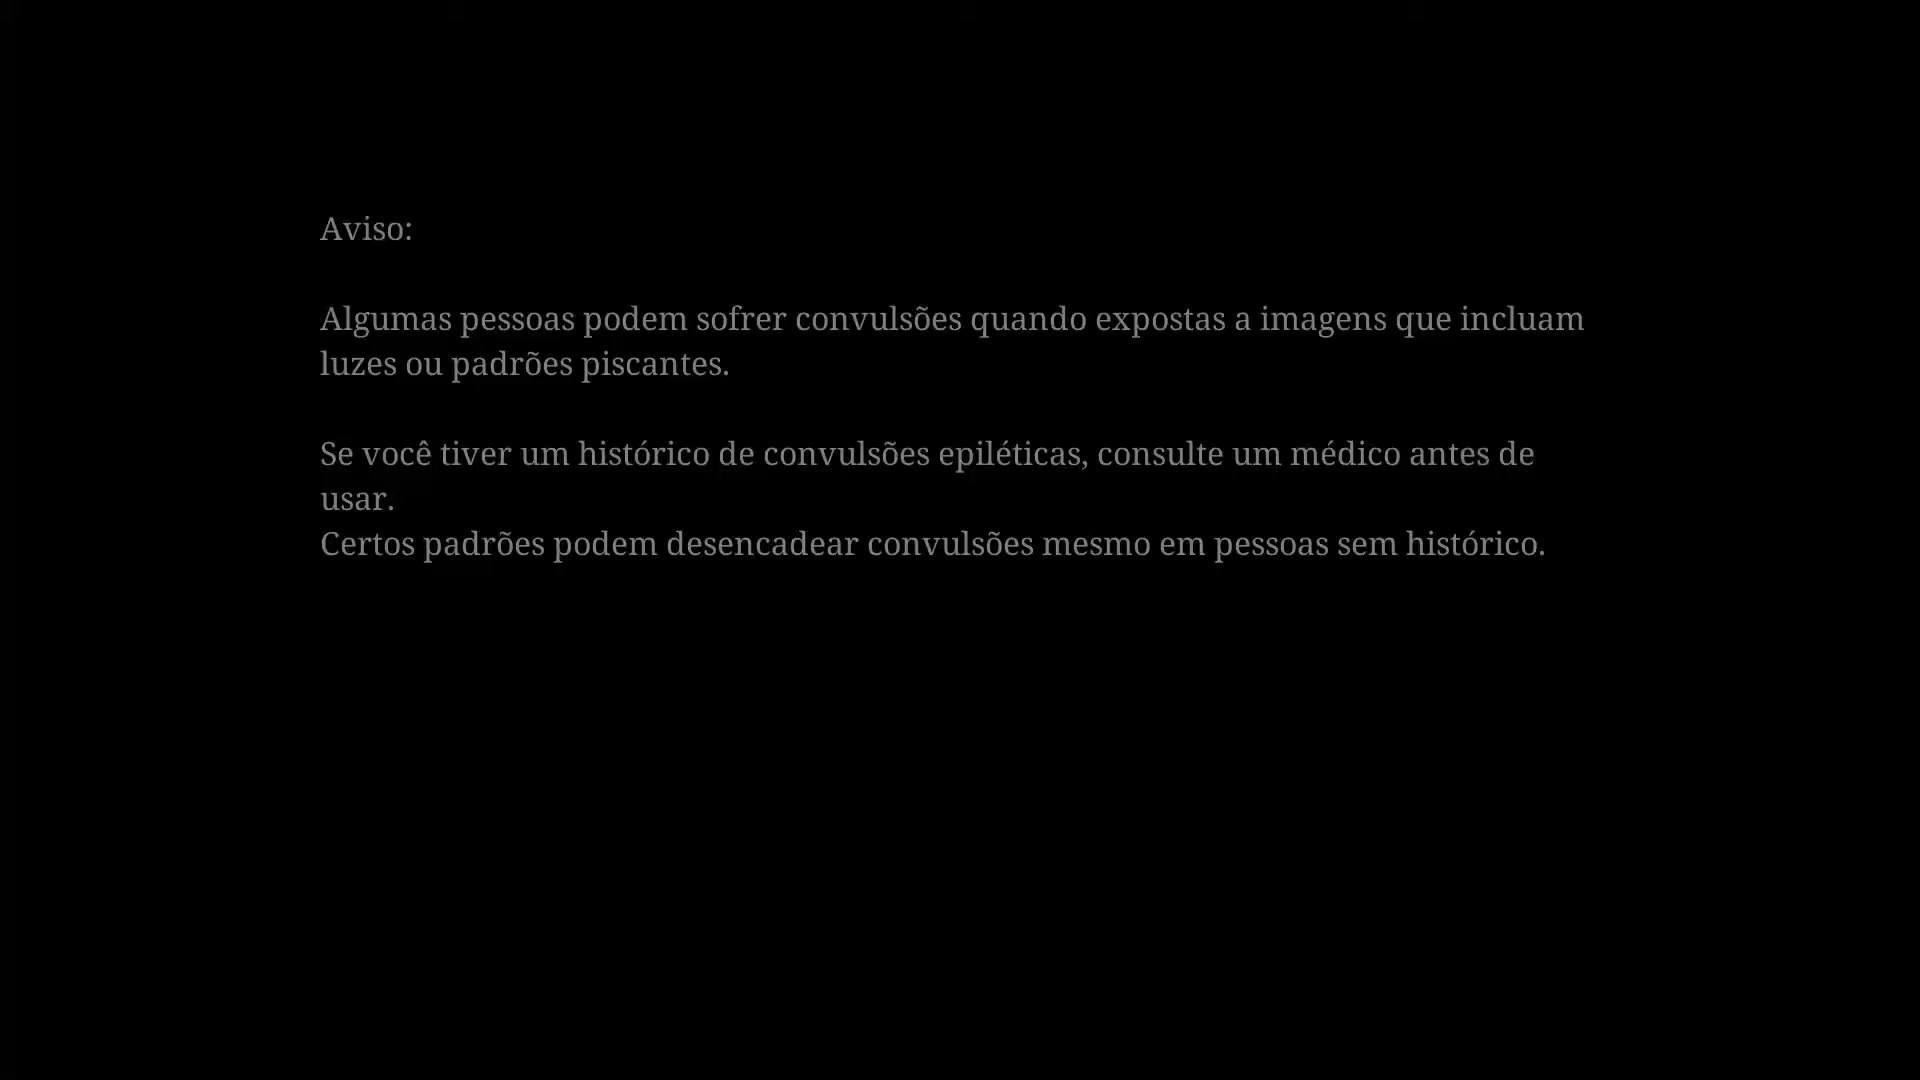 Aviso:
Algumas pessoas podem sofrer convulsões quando expostas a imagens que incluam
luzes ou padrões piscantes.
Se você tiver um histórico de convulsões epiléticas, consulte um médico antes de
usar.
Certos padrões podem desencadear convulsões mesmo em pessoas sem histórico.